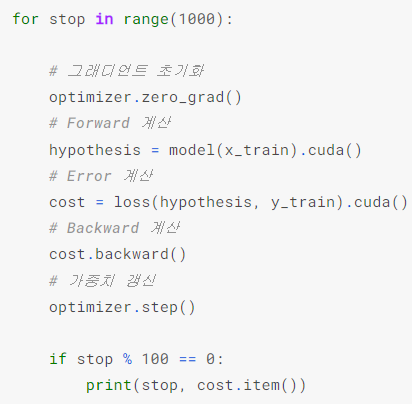 for stop in range(1000):
# 그래디언트 초기화
optimizer.zero_grad()
# Forward 계산
hypothesis = model(x_train).cuda()
# Error 계산
cost = loss(hypothesis, y_train).cuda()
# Backward 계산
cost.backward()
# 가중치 갱신
optimizer.step()
if stop % 100 == 0:
print(stop, cost.item())